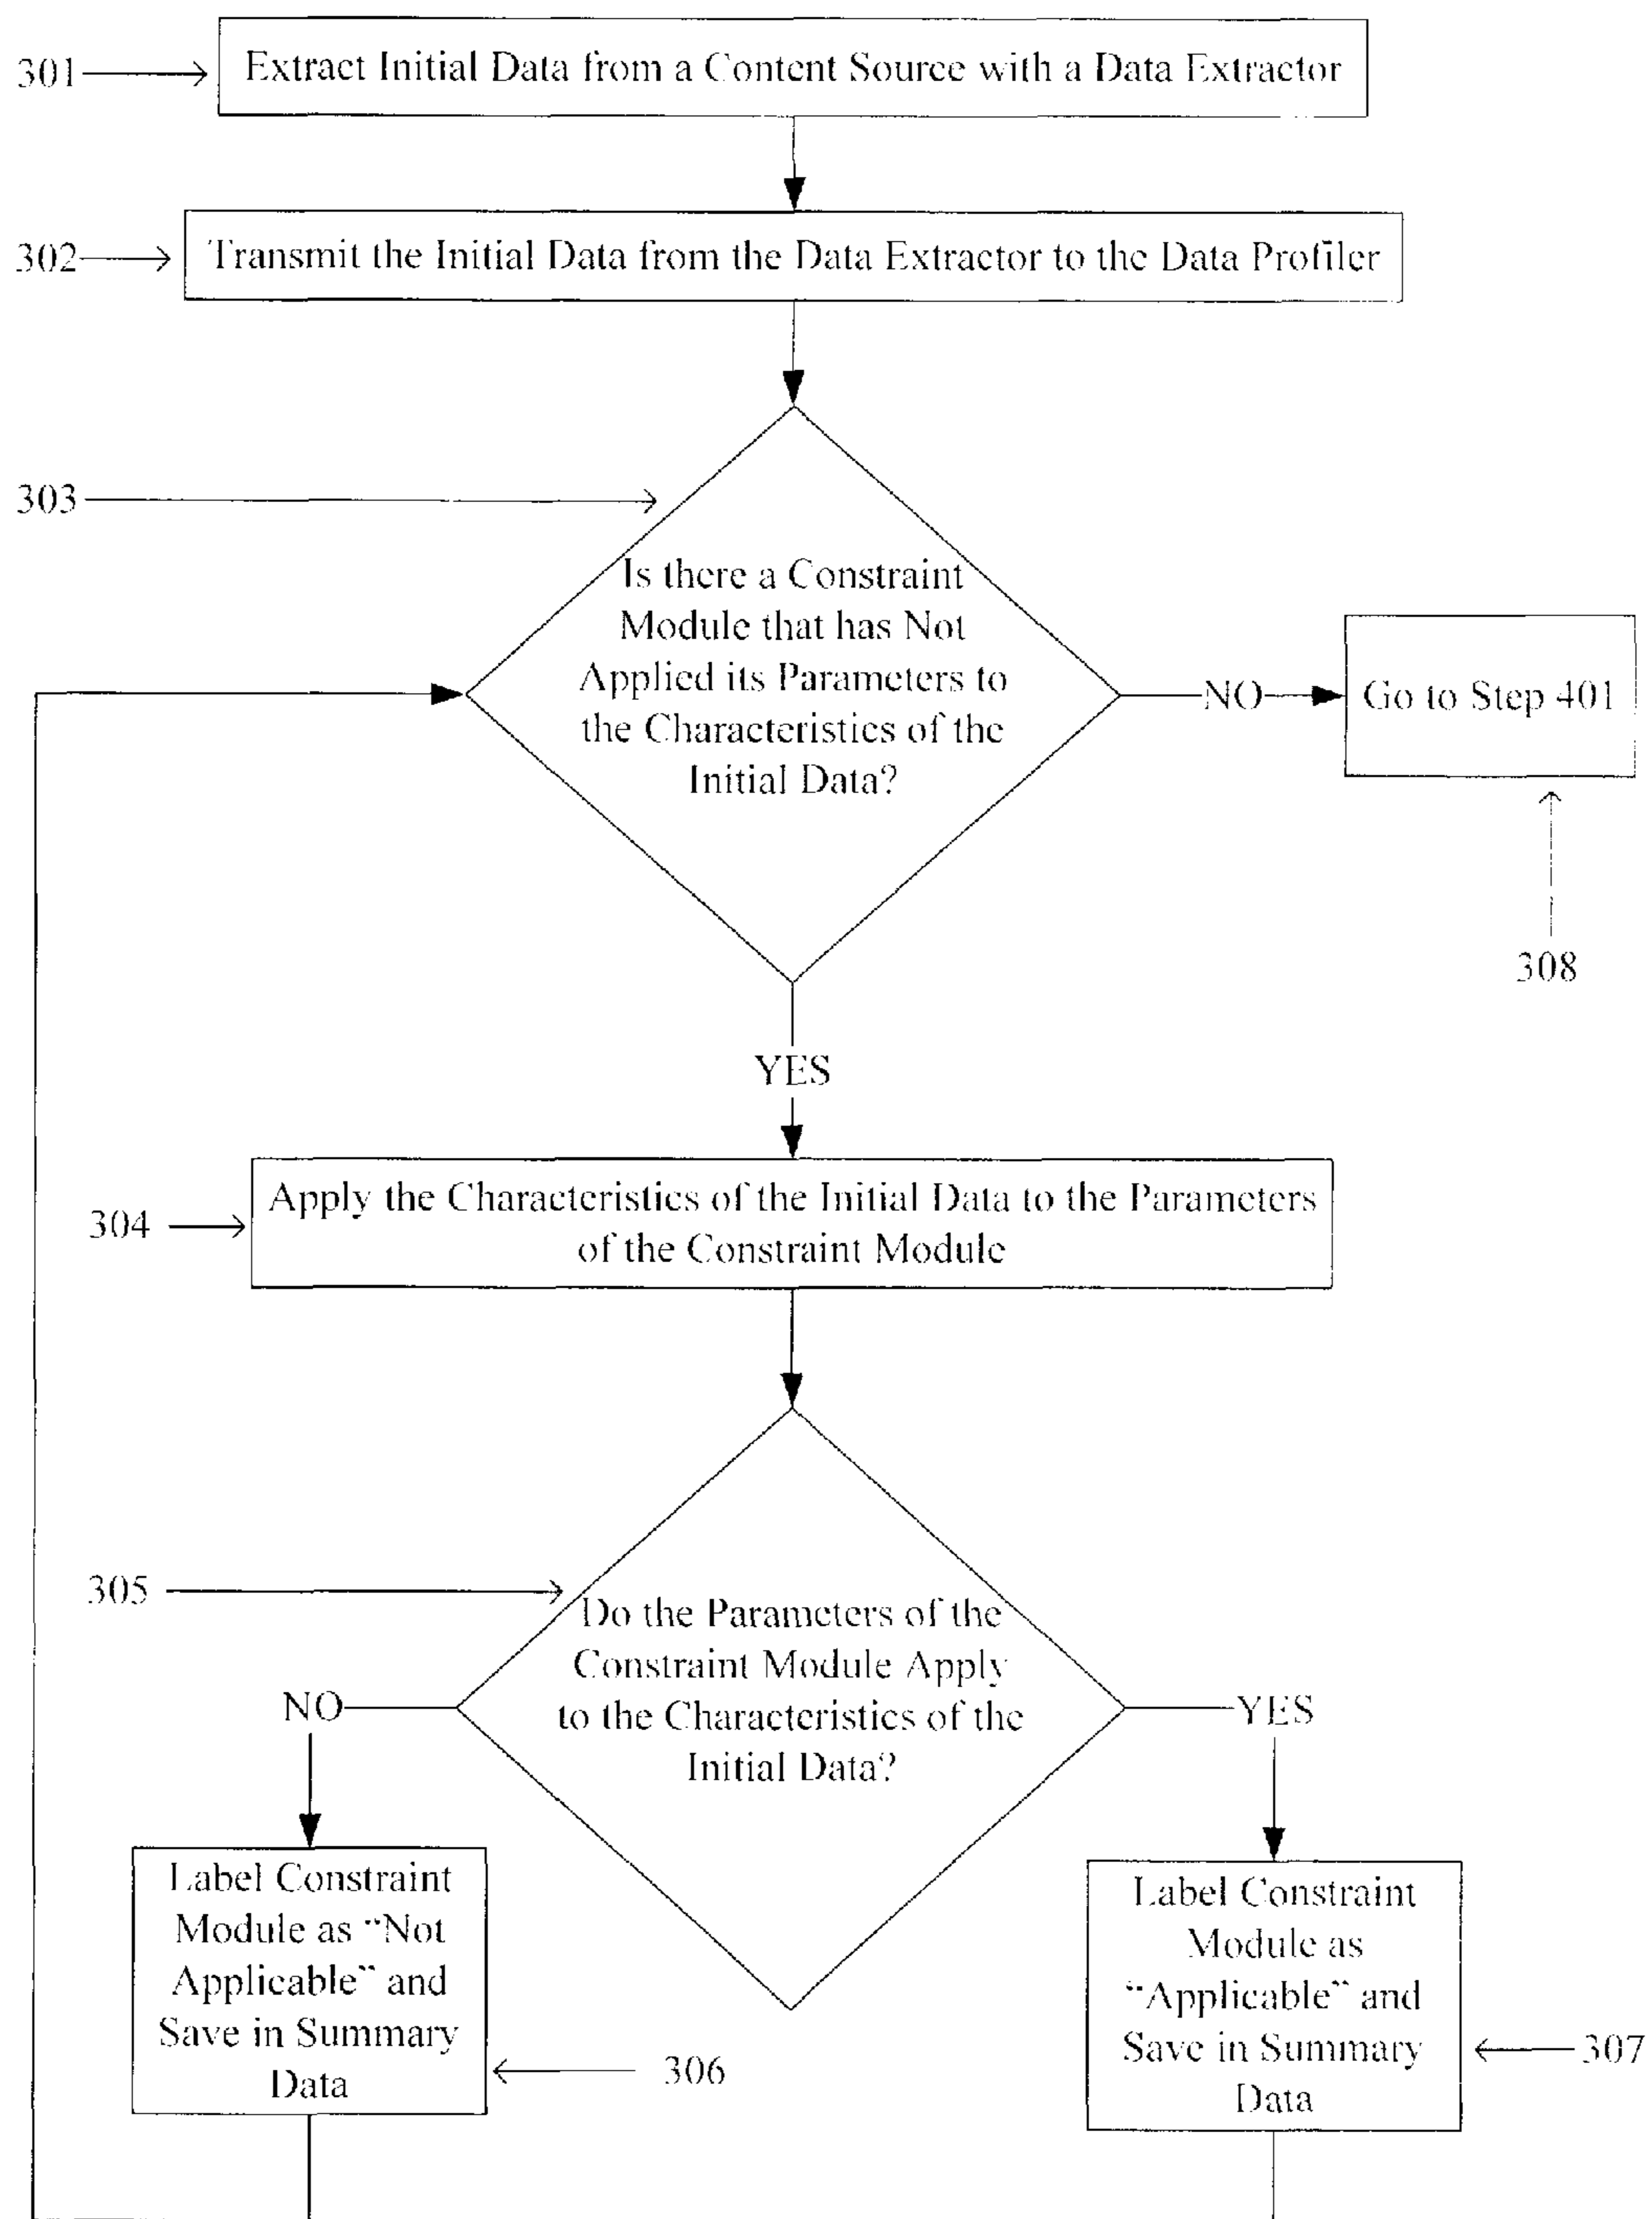 301
Extract Initial Data from a Content Source with a Data Extractor
302
Transmit the Initial Data from the Data Extractor to the Data Profiler
303
Is there a Constraint
Module that has Not
Applied its Parameters to
the Characteristics of the
Initial Data?
NO
Go to Step 401
308
YES
304
Apply the Characteristics of the Initial Data to the Parameters
of the Constraint Module
305
Do the Parameters of the
Constraint Module Apply
to the Characteristics of the
Initial Data?
NO
YES
Label Constraint
Module as “Not
Applicable” and
Save in Summary
Data
306
Label Constraint
Module as
“Applicable” and
Save in Summary
Data
307